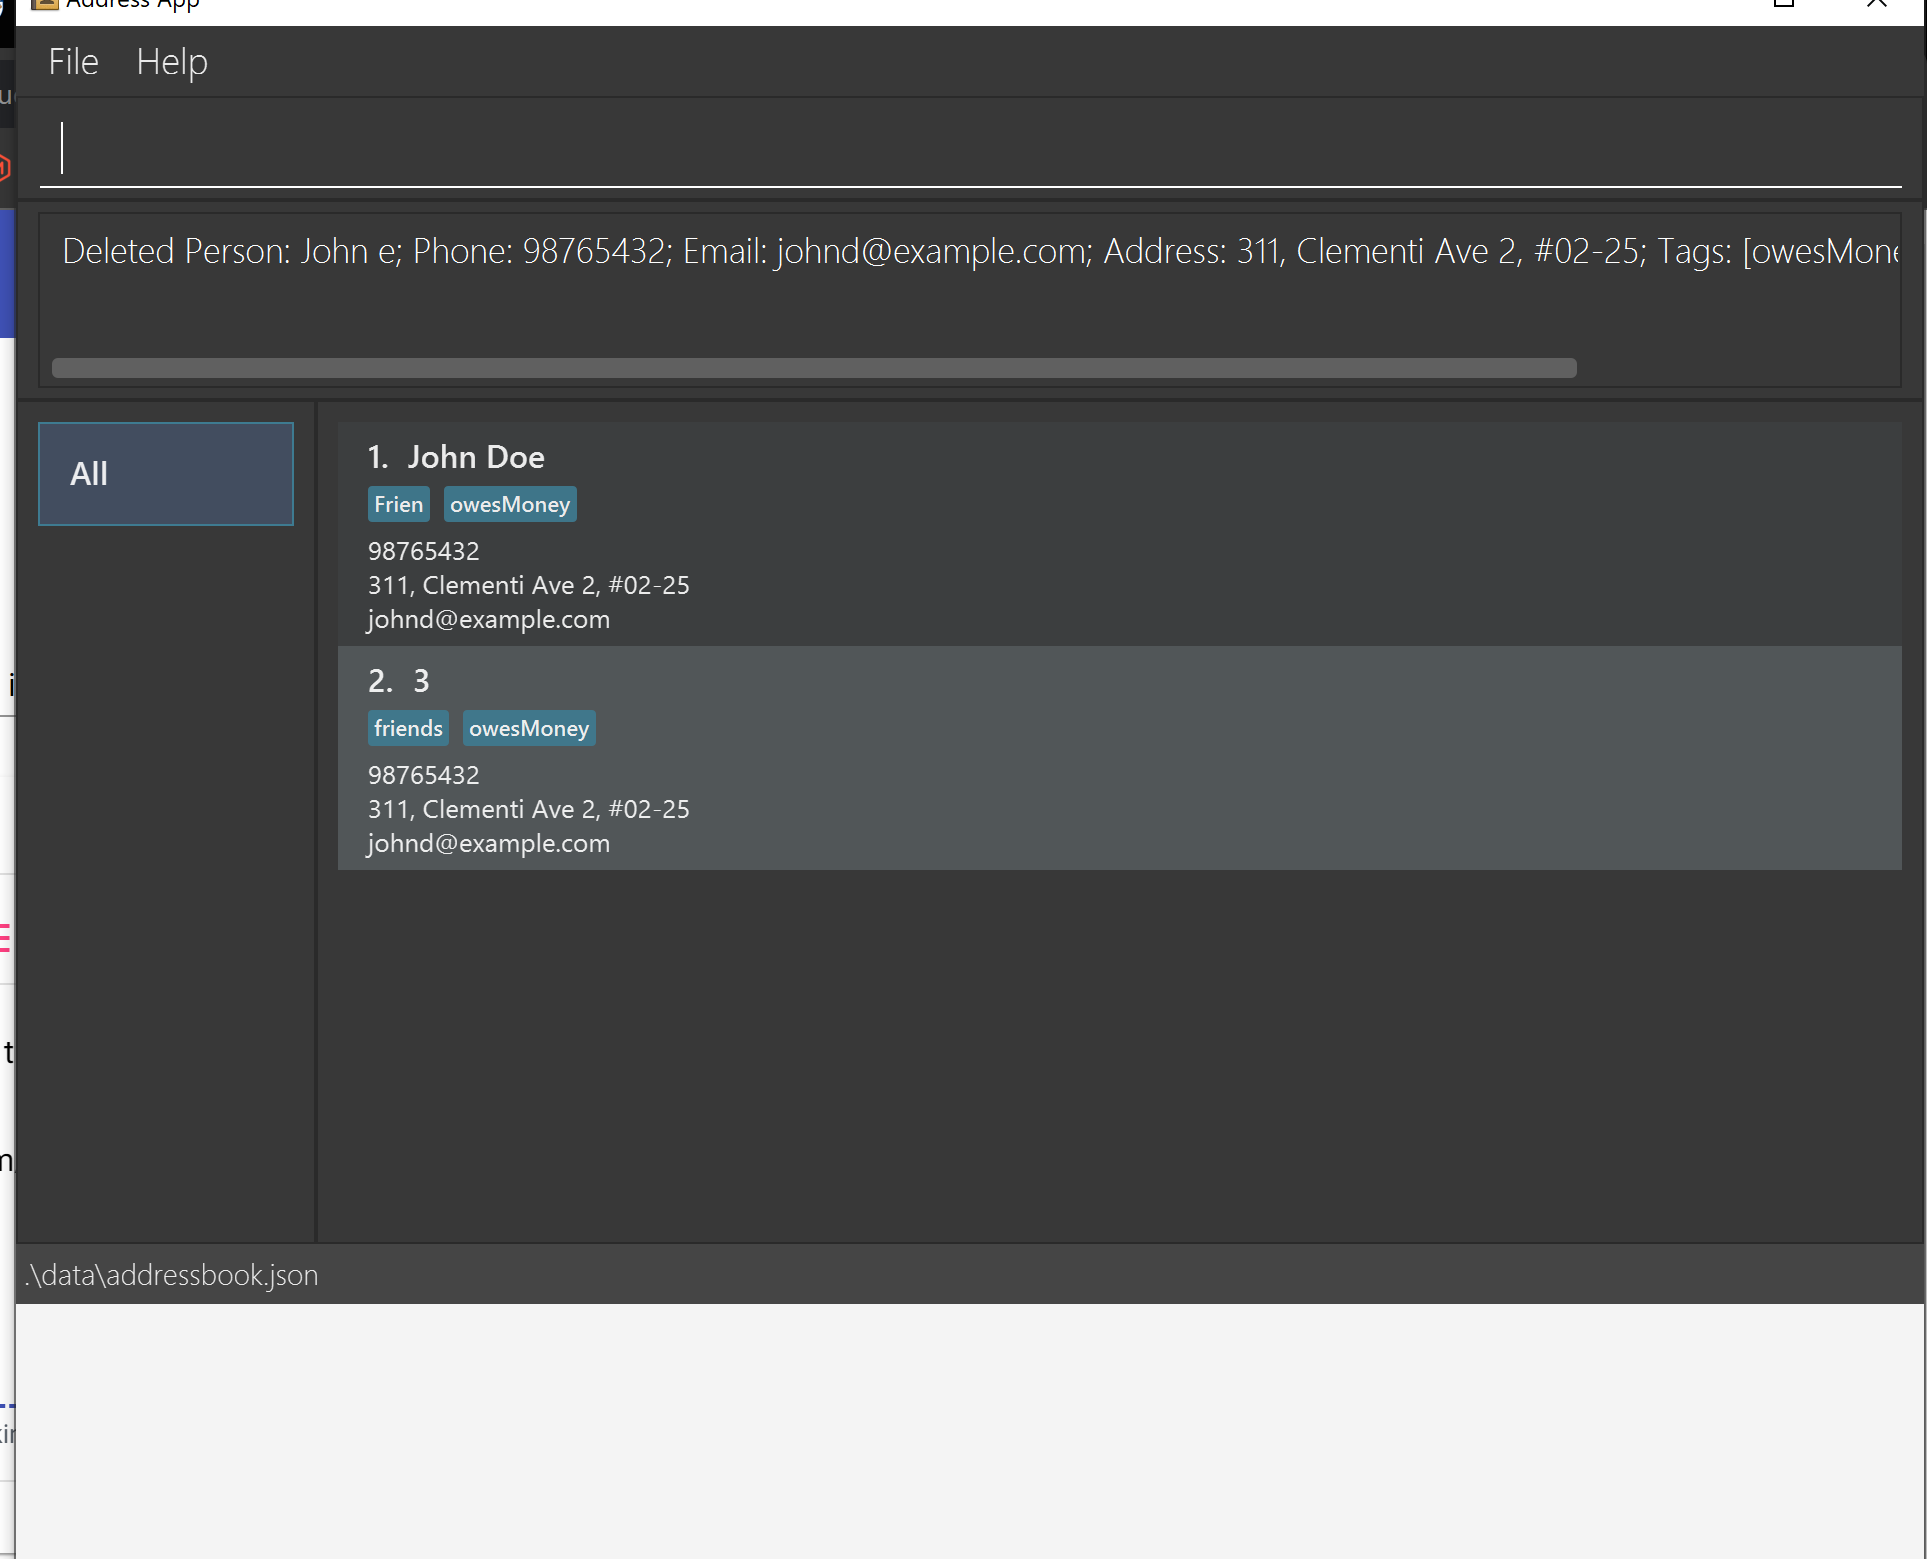 Address App
File Help
Deleted Person: John e; Phone: 98765432; Email: johnd@example.com; Address: 311, Clementi Ave 2, #02-25; Tags: [owesMone
All
1. John Doe
Frien owesMoney
98765432
311, Clementi Ave 2, #02-25
johnd@example.com
2. 3
friends owesMoney
98765432
311, Clementi Ave 2, #02-25
johnd@example.com
.\data\addressbook.json